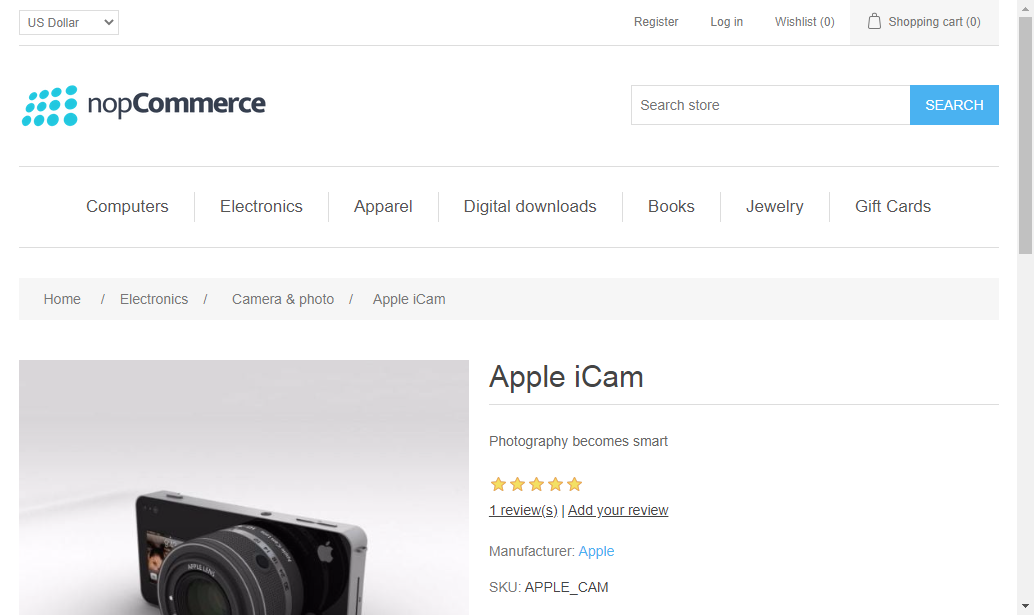 US Dollar
Register
Log in
Wishlist (0)
Shopping cart (0)
nopCommerce
Search store
SEARCH
Computers
Electronics
Apparel
Digital downloads
Books
Jewelry
Gift Cards
Home / Electronics / Camera & photo / Apple iCam
Apple iCam
Photography becomes smart
1 review(s) | Add your review
Manufacturer: Apple
SKU: APPLE_CAM
APPLE LENS